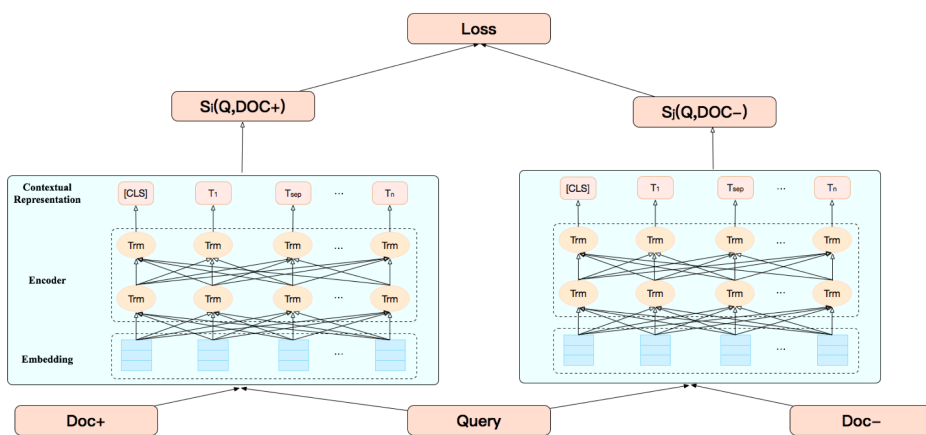 Loss
Si(Q,DOC+)
Sj(Q,DOC-)
Contextual
Representation
[CLS] T1 Tsep ... Tn
[CLS] T1 Tsep ... Tn
Trm Trm Trm ... Trm
Trm Trm Trm ... Trm
Encoder
Trm Trm Trm ... Trm
Trm Trm Trm ... Trm
Embedding
...
...
Doc+
Query
Doc-